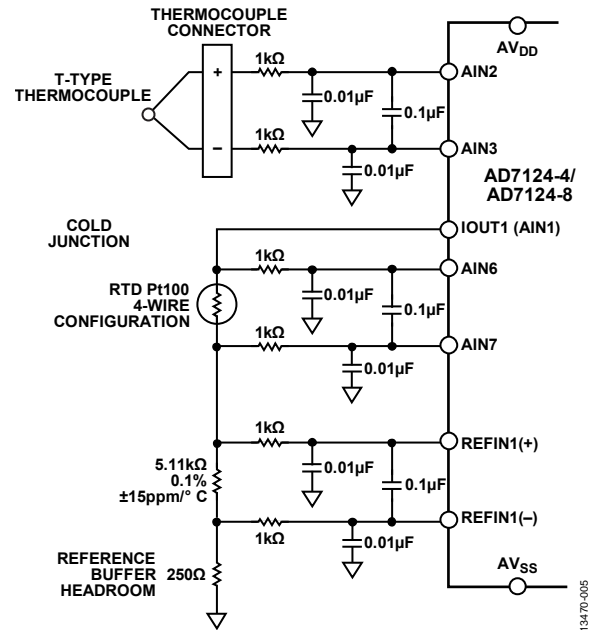 THERMOCOUPLE
CONNECTOR
AVDD
T-TYPE
THERMOCOUPLE
+
−
1kΩ
0.01µF
0.1µF
AIN2
1kΩ
0.01µF
AIN3
AD7124-4/
AD7124-8
COLD
JUNCTION
IOUT1 (AIN1)
RTD Pt100
4-WIRE
CONFIGURATION
1kΩ
0.01µF
0.1µF
AIN6
1kΩ
0.01µF
AIN7
5.11kΩ
0.1%
±15ppm/° C
1kΩ
0.01µF
0.1µF
REFIN1(+)
1kΩ
0.01µF
REFIN1(–)
REFERENCE
BUFFER
HEADROOM
250Ω
AVSS
13470-005